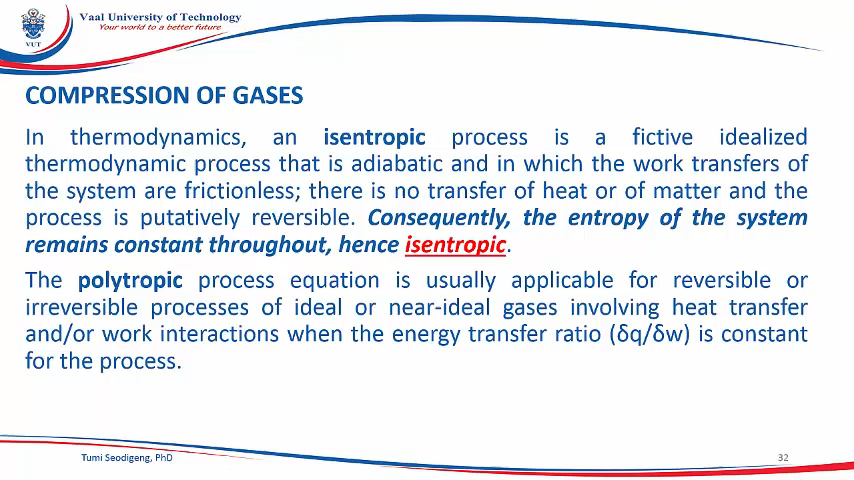 Vaal University of Technology
Your world to a better future
VUT
COMPRESSION OF GASES
In thermodynamics, an isentropic process is a fictive idealized
thermodynamic process that is adiabatic and in which the work transfers of
the system are frictionless; there is no transfer of heat or of matter and the
process is putatively reversible. Consequently, the entropy of the system
remains constant throughout, hence isentropic.
The polytropic process equation is usually applicable for reversible or
irreversible processes of ideal or near-ideal gases involving heat transfer
and/or work interactions when the energy transfer ratio (δq/δw) is constant
for the process.
Tumi Seodigeng, PhD
32